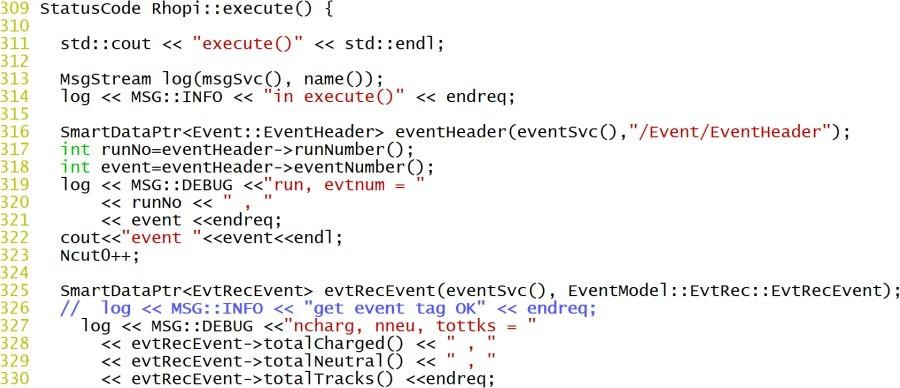 309 StatusCode Rhopi::execute() {
310
311   std::cout << "execute()" << std::endl;
312
313   MsgStream log(msgSvc(), name());
314   log << MSG::INFO << "in execute()" << endreq;
315
316   SmartDataPtr<Event::EventHeader> eventHeader(eventSvc(),"/Event/EventHeader");
317   int runNo=eventHeader->runNumber();
318   int event=eventHeader->eventNumber();
319   log << MSG::DEBUG <<"run, evtnum = "
320       << runNo << " , "
321       << event <<endreq;
322   cout<<"event "<<event<<endl;
323   Ncut0++;
324
325   SmartDataPtr<EvtRecEvent> evtRecEvent(eventSvc(), EventModel::EvtRec::EvtRecEvent);
326   //  log << MSG::INFO << "get event tag OK" << endreq;
327     log << MSG::DEBUG <<"ncharg, nneu, tottks = "
328       << evtRecEvent->totalCharged() << " , "
329       << evtRecEvent->totalNeutral() << " , "
330       << evtRecEvent->totalTracks() <<endreq;